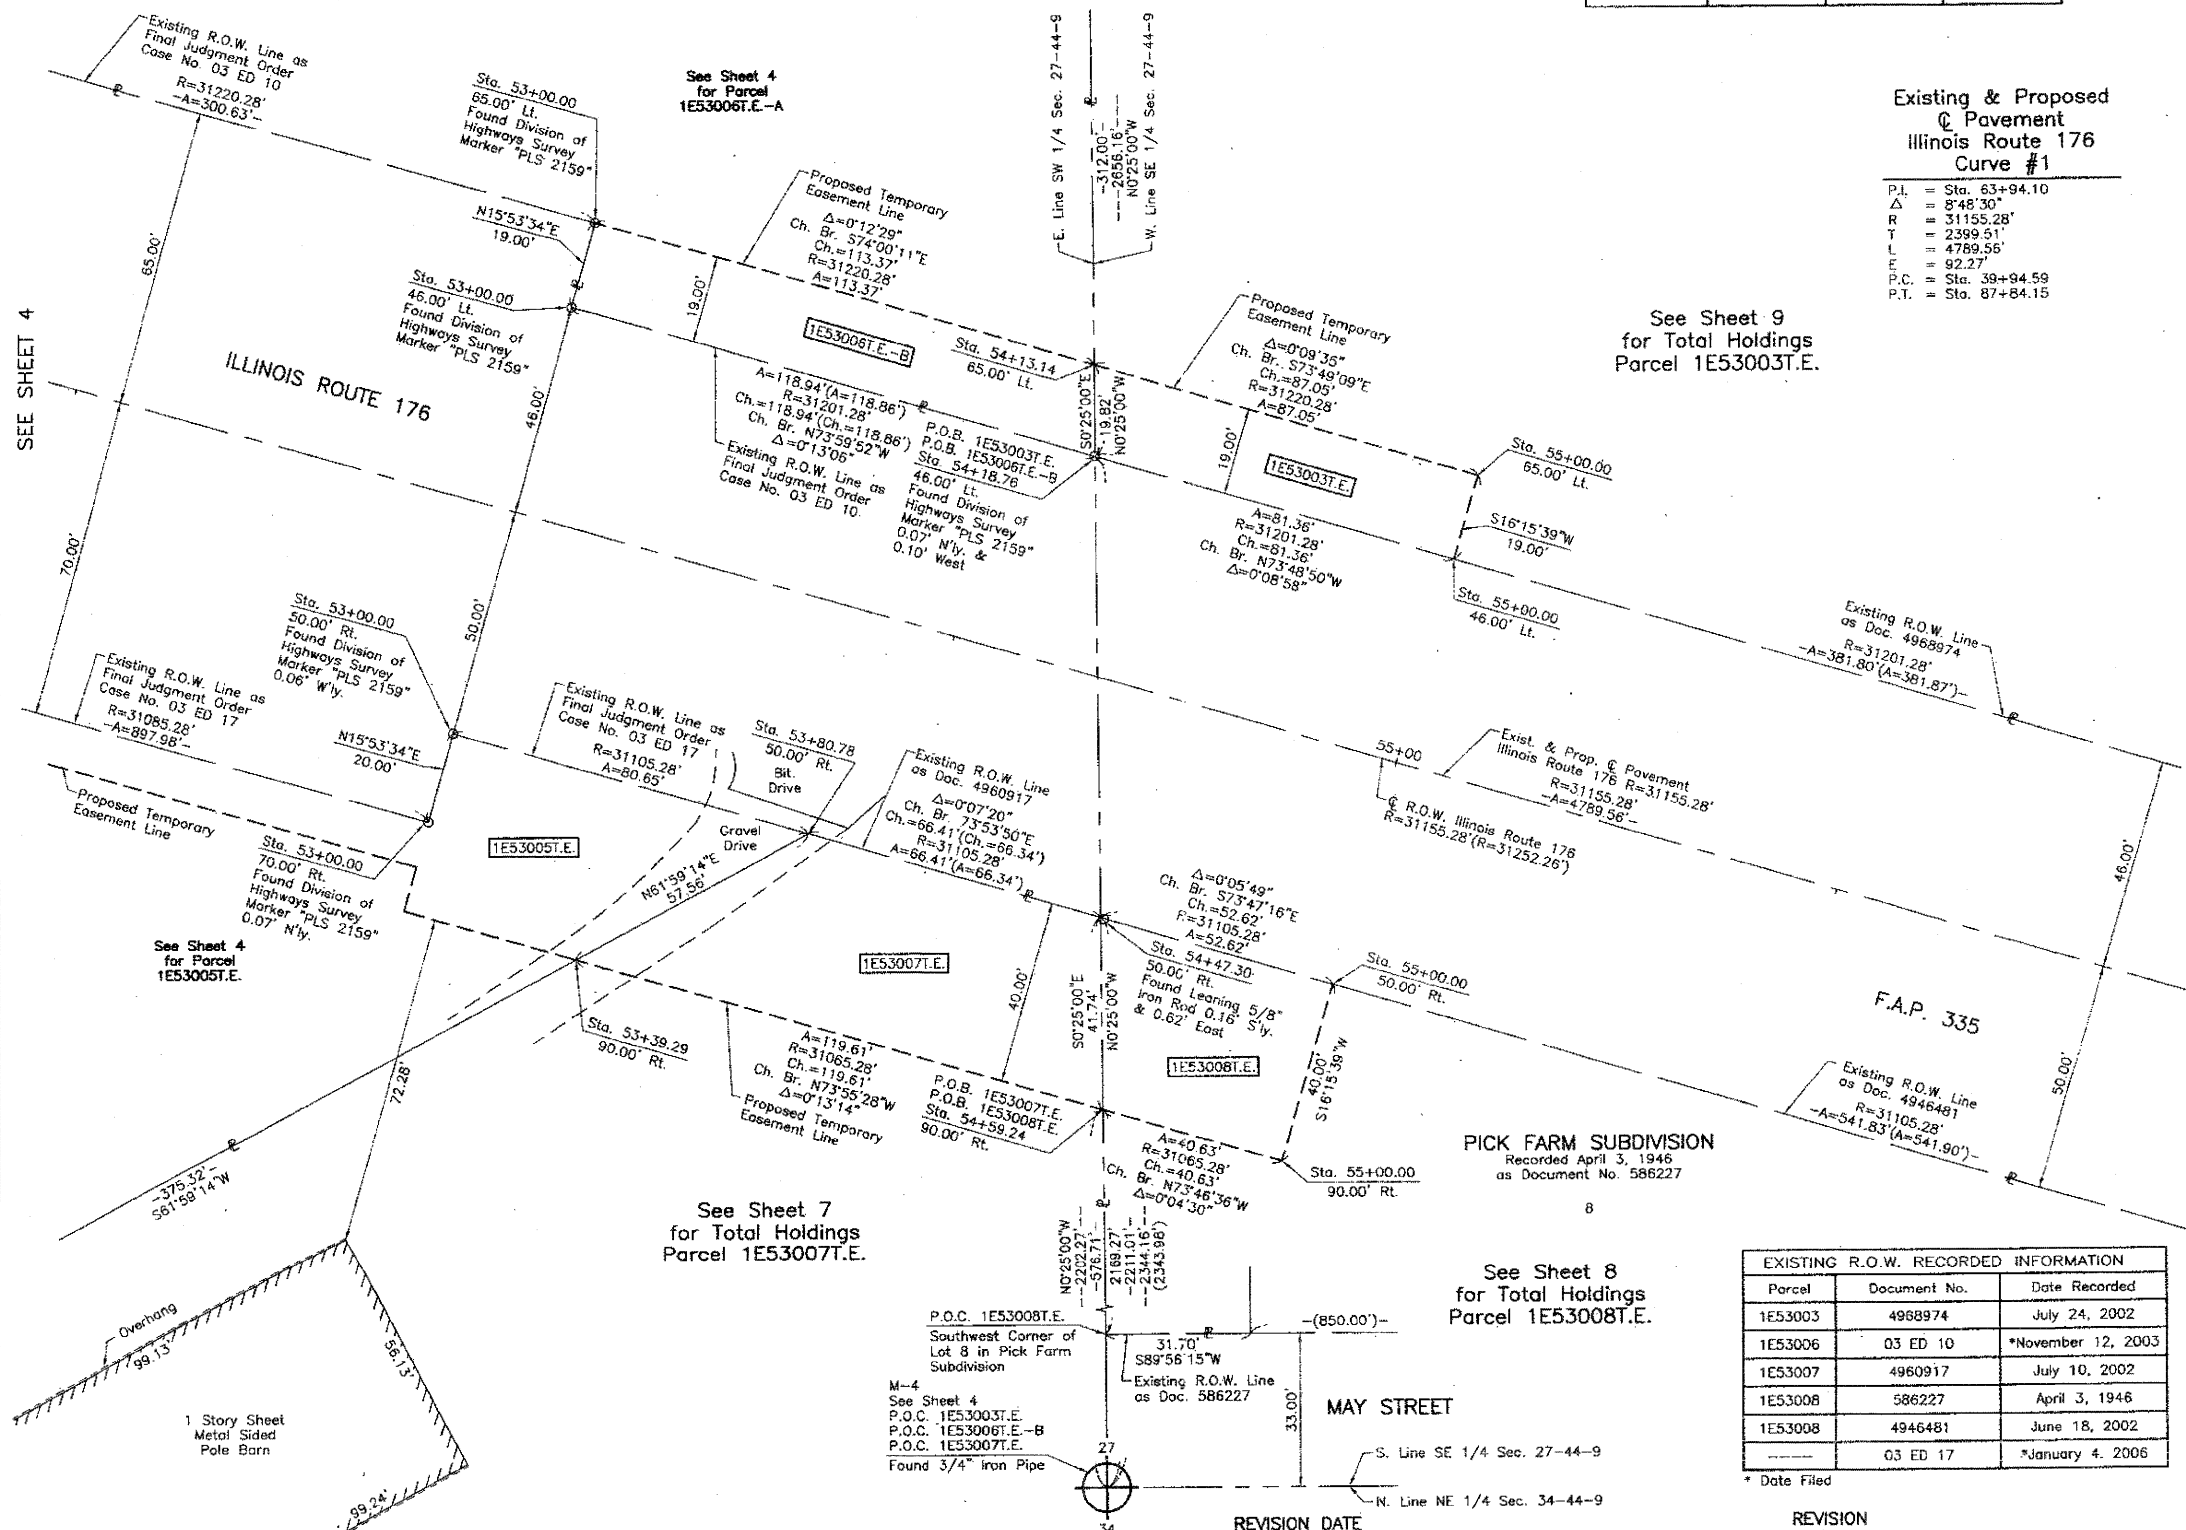 Existing R.O.W. Line as
Final Judgment Order
Case No. 03 ED 10
R=31220.28'
-A=300.63'-
Sta. 53+00.00
65.00' Lt.
Found Division of
Highways Survey
Marker "PLS 2159"
See Sheet 4
for Parcel
1E53006T.E.-A
E. Line SW 1/4 Sec. 27-44-9
-312.00'-
---2656.16'---
N0°25'00"W
W. Line SE 1/4 Sec. 27-44-9
Existing & Proposed
℄ Pavement
Illinois Route 176
Curve #1
P.I. = Sta. 63+94.10
Δ = 8°48'30"
R = 31155.28'
T = 2399.51'
L = 4789.56'
E = 92.27'
P.C. = Sta. 39+94.59
P.T. = Sta. 87+84.15
SEE SHEET 4
65.00'
N15°53'34"E
19.00'
Sta. 53+00.00
46.00' Lt.
Found Division of
Highways Survey
Marker "PLS 2159"
ILLINOIS ROUTE 176
46.00'
Proposed Temporary
Easement Line
Δ=0°12'29"
Ch. Br. S74°00'11"E
Ch.=113.37'
R=31220.28'
A=113.37'
19.00'
1E53006T.E.-B
Sta. 54+13.14
65.00' Lt.
A=118.94'(A=118.86')
R=31201.28'
Ch.=118.94'(Ch.=118.86')
Ch. Br. N73°59'52"W
Δ=0°13'06"
Existing R.O.W. Line as
Final Judgment Order
Case No. 03 ED 10
P.O.B. 1E53003T.E.
P.O.B. 1E53006T.E.-B
Sta. 54+18.76
46.00' Lt.
Found Division of
Highways Survey
Marker "PLS 2159"
0.07' N'ly. &
0.10' West
S0°25'00"E
19.82'
N0°25'00"W
Proposed Temporary
Easement Line
Δ=0°09'35"
Ch. Br. S73°49'09"E
Ch.=87.05'
R=31220.28'
A=87.05'
19.00'
1E53003T.E.
Sta. 55+00.00
65.00' Lt.
S16°15'39"W
19.00'
A=81.36'
R=31201.28'
Ch.=81.36'
Ch. Br. N73°48'50"W
Δ=0°08'58"
Sta. 55+00.00
46.00' Lt.
See Sheet 9
for Total Holdings
Parcel 1E53003T.E.
Existing R.O.W. Line
as Doc. 4968974
R=31201.28'
-A=381.80'(A=381.87')-
70.00'
50.00'
Sta. 53+00.00
50.00' Rt.
Found Division of
Highways Survey
Marker "PLS 2159"
0.06' W'ly.
Existing R.O.W. Line as
Final Judgment Order
Case No. 03 ED 17
R=31085.28'
-A=897.98'-
N15°53'34"E
20.00'
Proposed Temporary
Easement Line
Sta. 53+00.00
70.00' Rt.
Found Division of
Highways Survey
Marker "PLS 2159"
0.07' N'ly.
See Sheet 4
for Parcel
1E53005T.E.
Existing R.O.W. Line as
Final Judgment Order
Case No. 03 ED 17
R=31105.28'
A=80.65'
Sta. 53+80.78
50.00' Rt.
Bit.
Drive
Gravel
Drive
1E53005T.E.
N61°59'14"E
57.56'
Existing R.O.W. Line
as Doc. 4960917
Δ=0°07'20"
Ch. Br. 73°53'50"E
Ch.=66.41'(Ch.=66.34')
R=31105.28'
A=66.41'(A=66.34')
1E53007T.E.
40.00'
Δ=0°05'49"
Ch. Br. S73°47'16"E
Ch.=52.62'
R=31105.28'
A=52.62'
Sta. 54+47.30
50.00' Rt.
Found Leaning 5/8"
Iron Rod 0.16' S'ly.
& 0.62' East
S0°25'00"E
41.74'
N0°25'00"W
1E53008T.E.
Sta. 55+00.00
50.00' Rt.
40.00'
S16°15'39"W
55+00
Exist. & Prop. ℄ Pavement
Illinois Route 176 R=31155.28'
R=31155.28'
-A=4789.56'-
℄ R.O.W. Illinois Route 176
R=31155.28'(R=31252.26')
46.00'
F.A.P. 335
50.00'
Existing R.O.W. Line
as Doc. 4946481
R=31105.28'
-A=541.83'(A=541.90')-
72.28'
Sta. 53+39.29
90.00' Rt.
A=119.61'
R=31065.28'
Ch.=119.61'
Ch. Br. N73°55'28"W
Δ=0°13'14"
Proposed Temporary
Easement Line
P.O.B. 1E53007T.E.
P.O.B. 1E53008T.E.
Sta. 54+59.24
90.00' Rt.
A=40.63'
R=31065.28'
Ch.=40.63'
Ch. Br. N73°46'36"W
Δ=0°04'30"
Sta. 55+00.00
90.00' Rt.
PICK FARM SUBDIVISION
Recorded April 3, 1946
as Document No. 586227
8
-375.32'-
S61°59'14"W
See Sheet 7
for Total Holdings
Parcel 1E53007T.E.
N0°25'00"W
---2202.27'---
-576.71'-
2169.27'
--2211.01'--
---2344.16'---
(2343.98')
See Sheet 8
for Total Holdings
Parcel 1E53008T.E.
Overhang
99.13'
56.13'
1 Story Sheet
Metal Sided
Pole Barn
99.24'
P.O.C. 1E53008T.E.
Southwest Corner of
Lot 8 in Pick Farm
Subdivision
-(850.00')-
31.70'
S89°56'15"W
Existing R.O.W. Line
as Doc. 586227
33.00'
MAY STREET
M-4
See Sheet 4
P.O.C. 1E53003T.E.
P.O.C. 1E53006T.E.-B
P.O.C. 1E53007T.E.
Found 3/4" Iron Pipe
27
34
S. Line SE 1/4 Sec. 27-44-9
N. Line NE 1/4 Sec. 34-44-9
EXISTING R.O.W. RECORDED INFORMATION
Parcel Document No. Date Recorded
1E53003 4968974 July 24, 2002
1E53006 03 ED 10 *November 12, 2003
1E53007 4960917 July 10, 2002
1E53008 586227 April 3, 1946
1E53008 4946481 June 18, 2002
---- 03 ED 17 *January 4, 2006
* Date Filed
REVISION DATE
REVISION